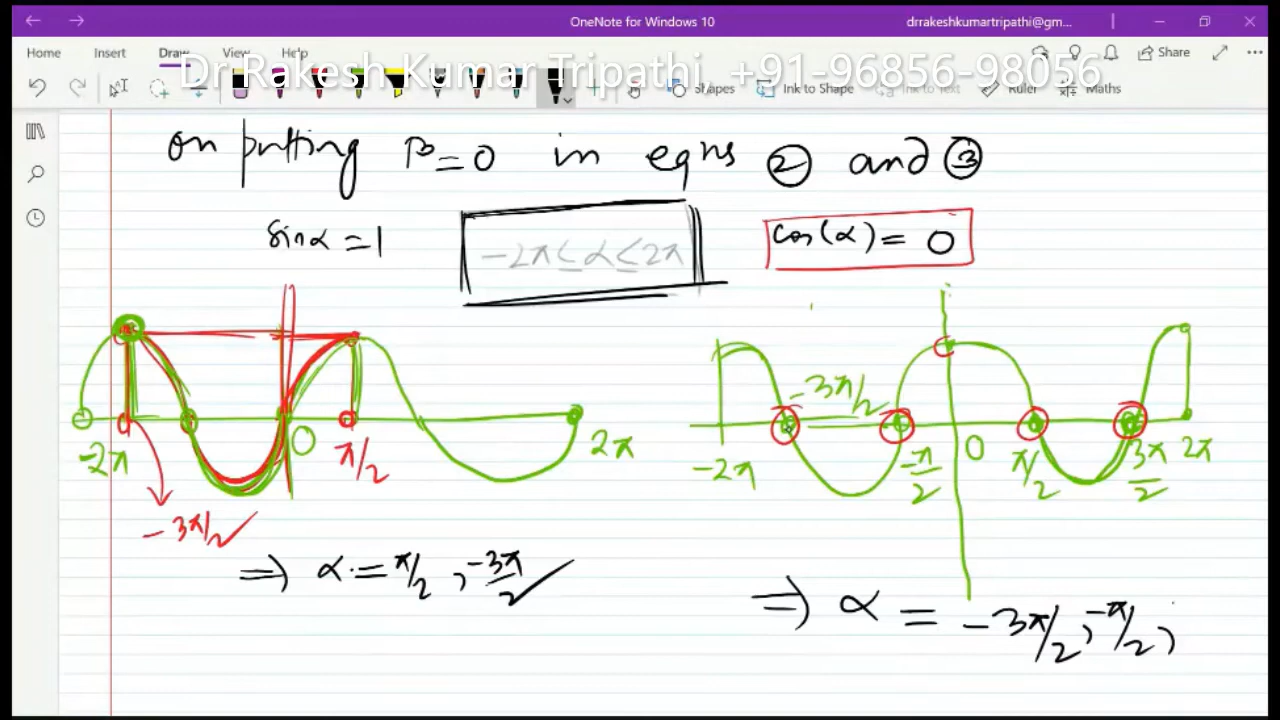 OneNote for Windows 10
drrakeshkumartripathi@gm...
Home Insert Draw View Help
Share
Dr Rakesh Kumar Tripathi +91-96856-98056
Shapes Ink to Shape Ink to Text Ruler Maths
on putting β=0 in eqns ② and ③
sinα=1
-2π≤α≤2π
cos(α)=0
-3π/2
-2π 0 π/2 2π
-2π -π/2 0 π/2 3π/2 2π
-3π/2
⇒ α = π/2, -3π/2
⇒ α = -3π/2, -π/2,